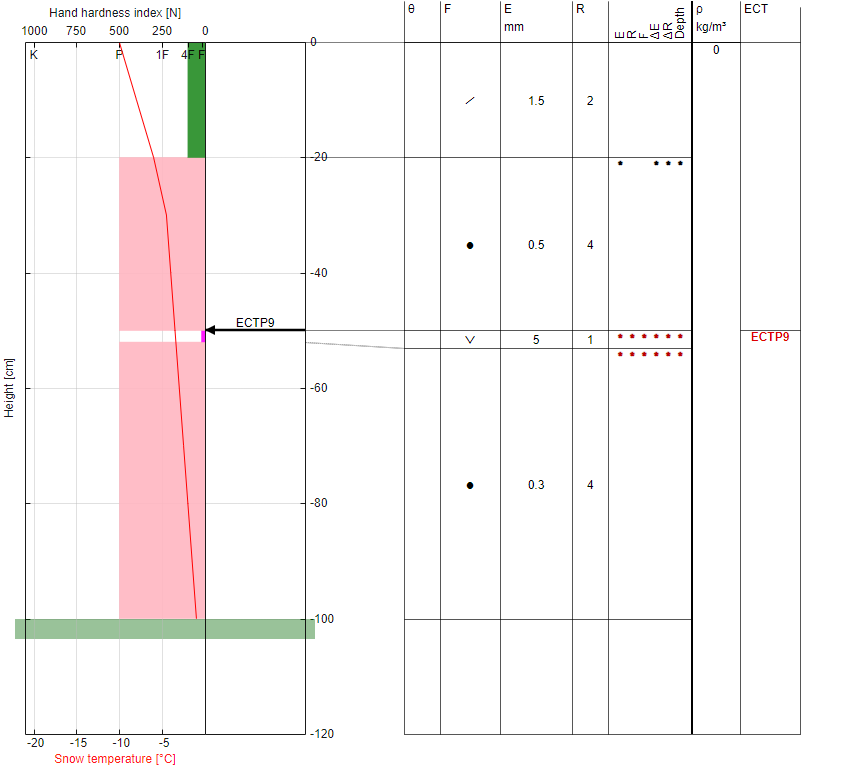 Hand hardness index [N]
1000 750 500 250 0
K P 1F 4F F F
θ F E R ρ ECT
mm kg/m³
E R F ΔE ΔR Depth
0 0
1.5 2
-20
0.5 4
-40
ECTP9
5 1 ECTP9
Height [cm]
-60
0.3 4
-80
-100
-120
-20 -15 -10 -5
Snow temperature [°C]